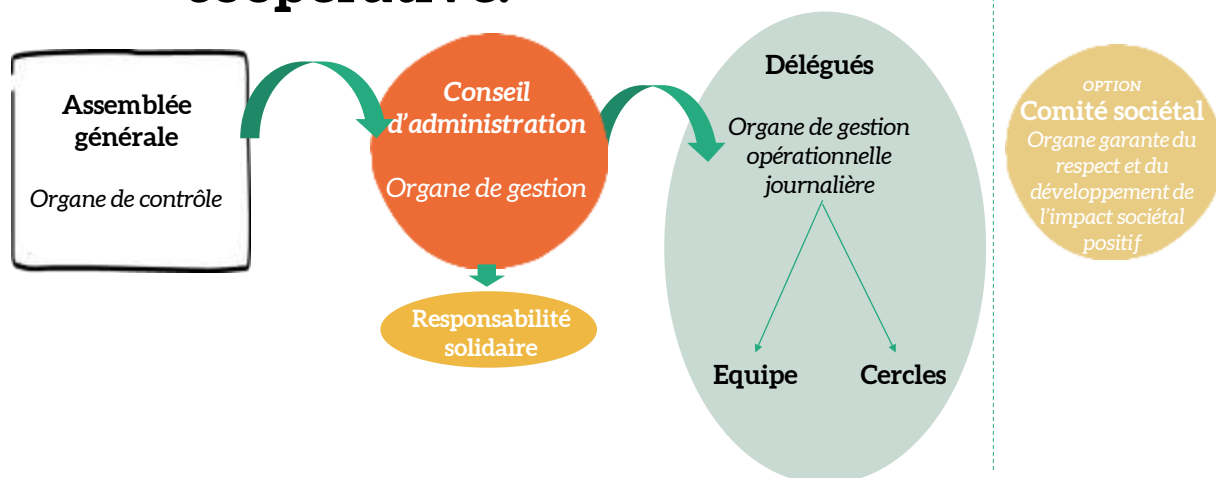 coopérative.
Assemblée
générale
Organe de contrôle
Conseil
d'administration
Organe de gestion
Responsabilité
solidaire
Délégués
Organe de gestion
opérationnelle
journalière
Equipe
Cercles
OPTION
Comité sociétal
Organe garante du
respect et du
développement de
l'impact sociétal
positif